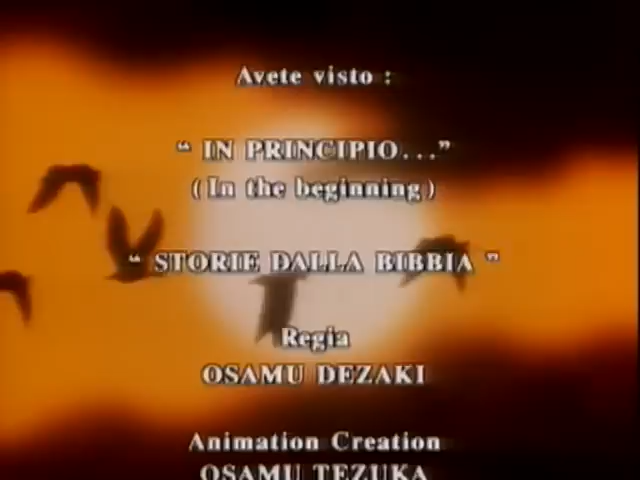 Avete visto :
“ IN PRINCIPIO...”
( In the beginning )
“ STORIE DALLA BIBBIA ”
Regia
OSAMU DEZAKI
Animation Creation
OSAMU TEZUKA